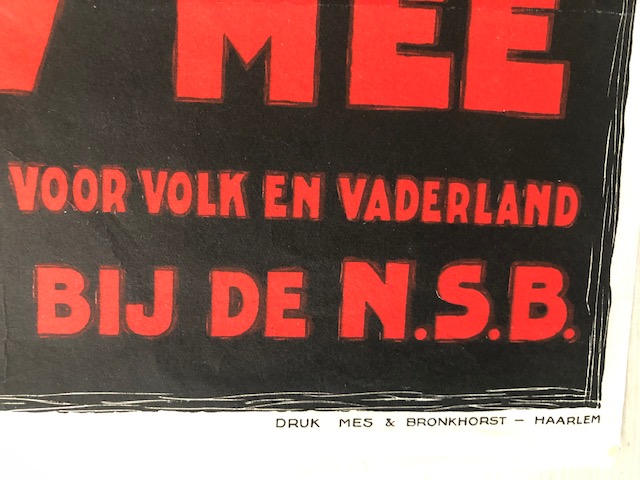 MEE
VOOR VOLK EN VADERLAND
BIJ DE N.S.B.
DRUK MES & BRONKHORST – HAARLEM